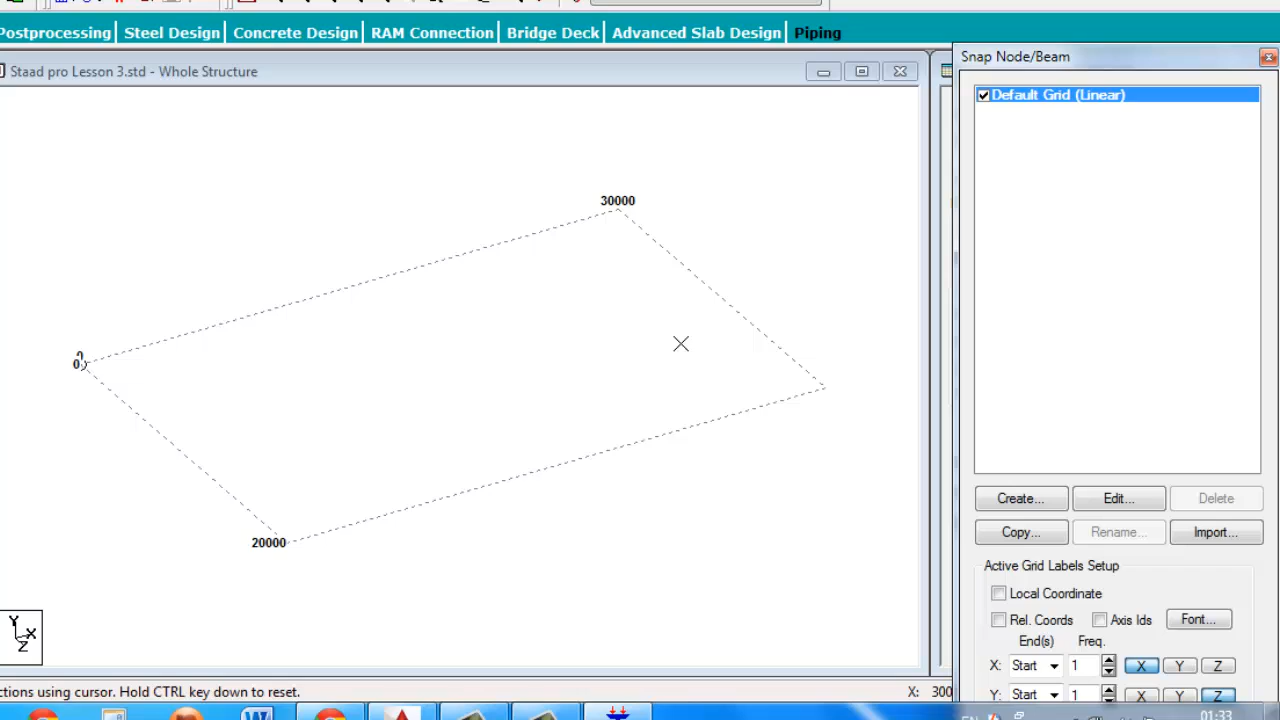 Postprocessing Steel Design Concrete Design RAM Connection Bridge Deck Advanced Slab Design Piping
Staad pro Lesson 3.std - Whole Structure
Snap Node/Beam
Default Grid (Linear)
30000
0
0
20000
Create... Edit... Delete
Copy... Rename... Import...
Active Grid Labels Setup
Local Coordinate
Rel. Coords Axis Ids Font...
End(s) Freq.
X: Start 1 X Y Z
Y: Start 1 X Y Z
Y
X
Z
ctions using cursor. Hold CTRL key down to reset. X: 300
EN 01:33